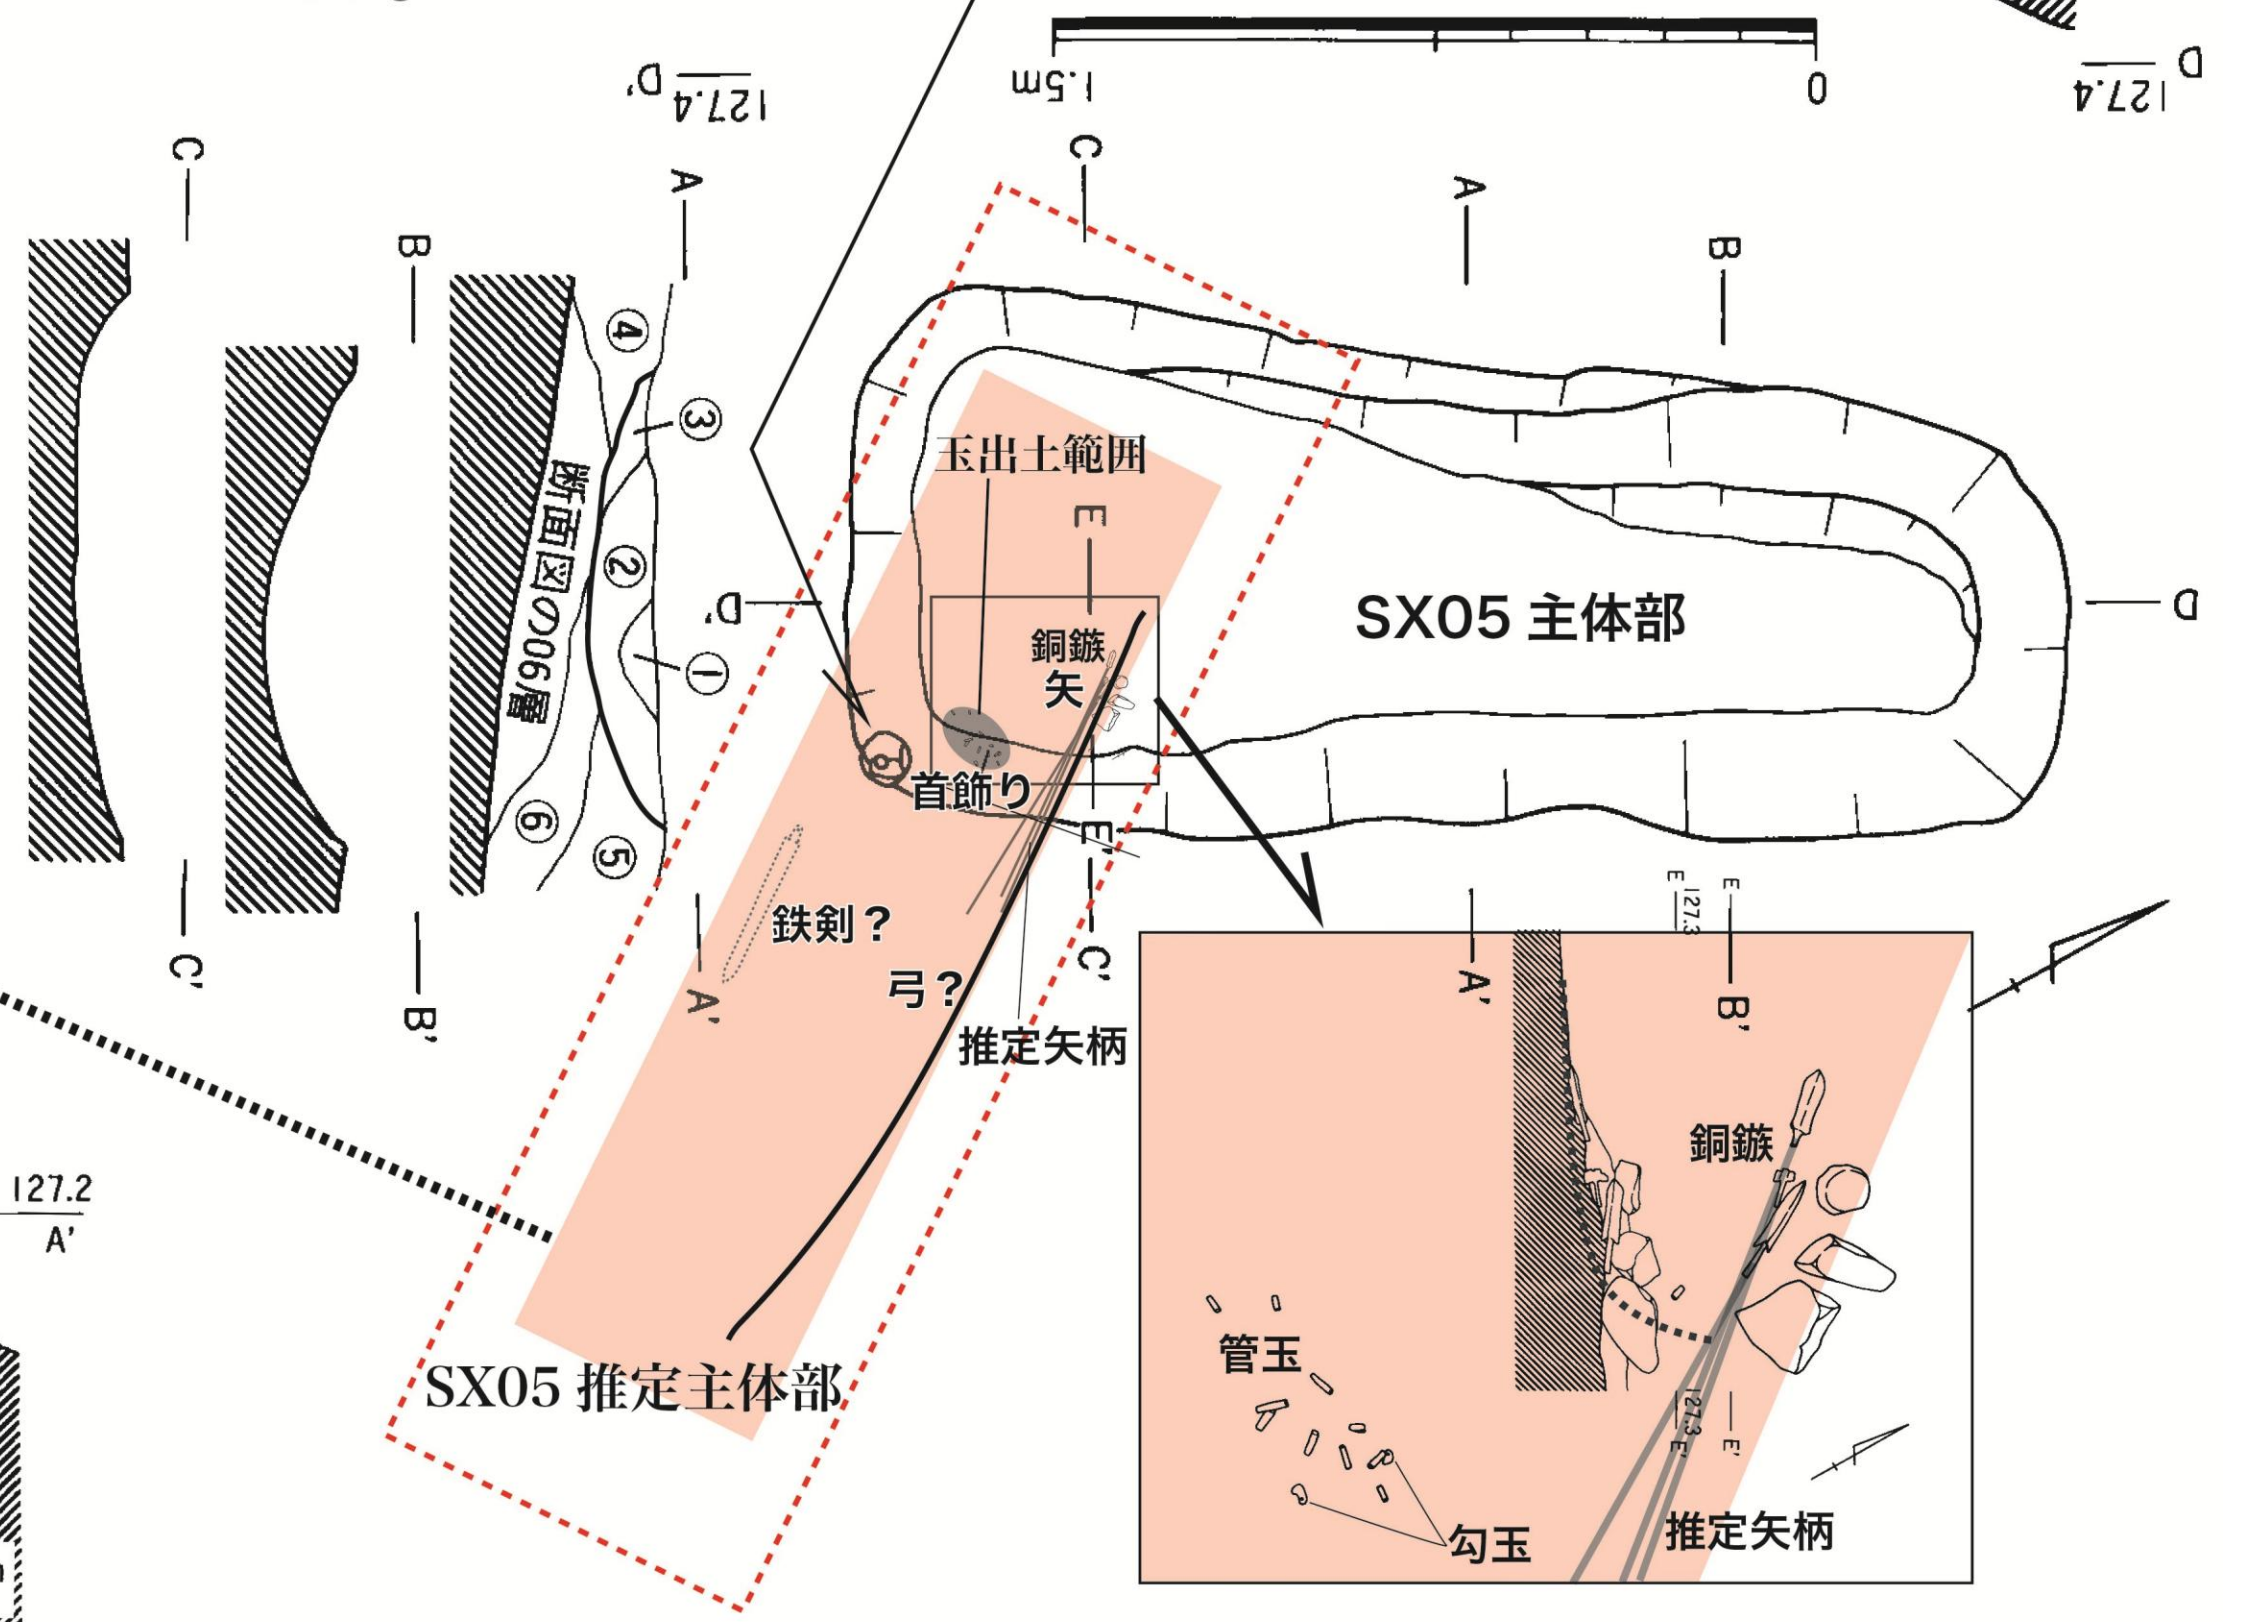 D'
127.4
1.5m
0
D
127.4
C
B
A
C
A
B
④
③
②
①
⑥
⑤
断面図の06層
玉出土範囲
E
銅鏃
矢
SX05 主体部
D'
D
首飾り
E'
鉄剣？
弓？
推定矢柄
C'
B'
A'
C'
A'
B'
E
127.3
E
銅鏃
管玉
勾玉
127.3
E'
E'
推定矢柄
127.2
A'
SX05 推定主体部